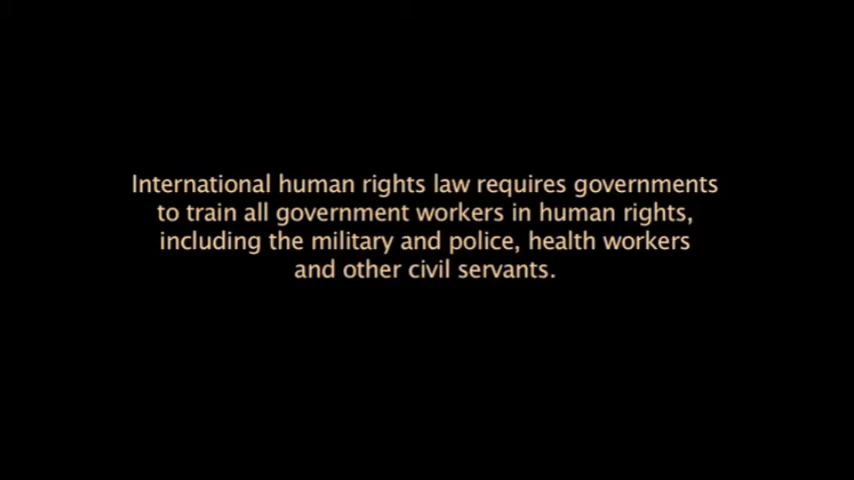 International human rights law requires governments
to train all government workers in human rights,
including the military and police, health workers
and other civil servants.